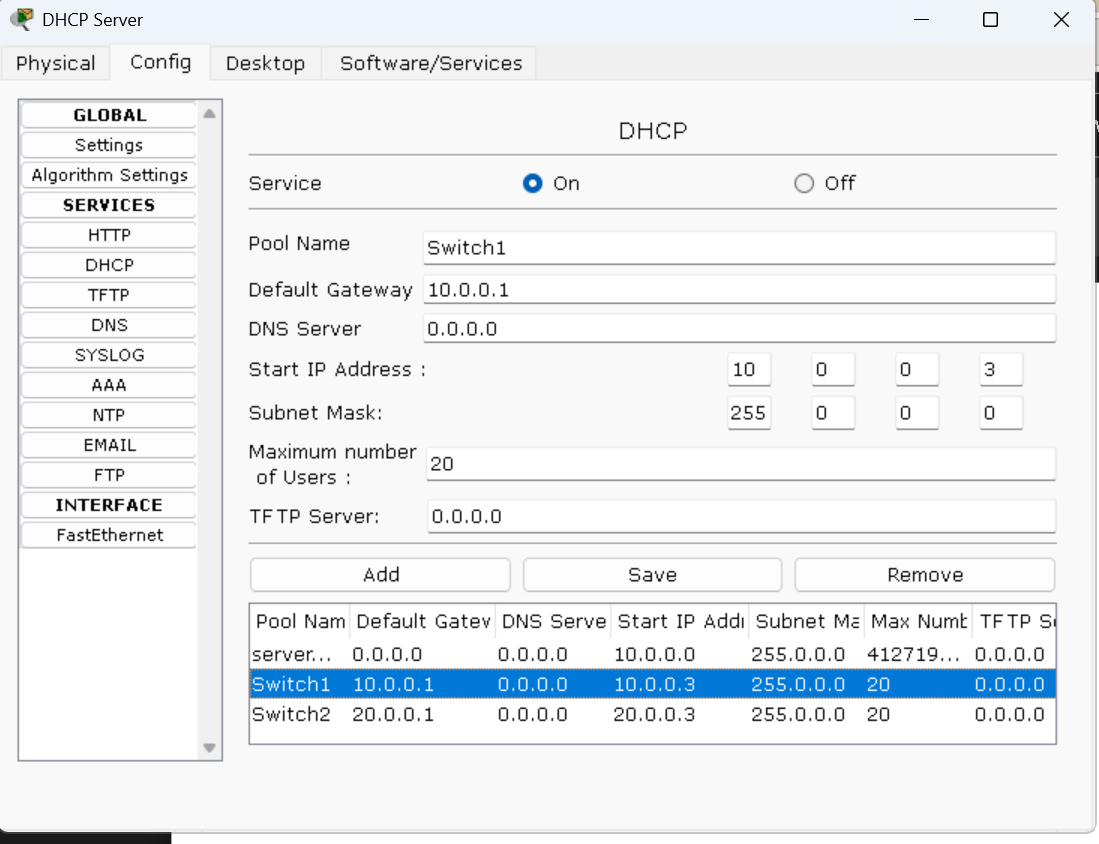 DHCP Server
Physical Config Desktop Software/Services
GLOBAL
Settings
Algorithm Settings
SERVICES
HTTP
DHCP
TFTP
DNS
SYSLOG
AAA
NTP
EMAIL
FTP
INTERFACE
FastEthernet
DHCP
Service On Off
Pool Name Switch1
Default Gateway 10.0.0.1
DNS Server 0.0.0.0
Start IP Address : 10 0 0 3
Subnet Mask: 255 0 0 0
Maximum number
of Users : 20
TFTP Server: 0.0.0.0
Add Save Remove
Pool Nam Default Gatev DNS Serve Start IP Addi Subnet Ma Max Numb TFTP S
server... 0.0.0.0 0.0.0.0 10.0.0.0 255.0.0.0 412719... 0.0.0.0
Switch1 10.0.0.1 0.0.0.0 10.0.0.3 255.0.0.0 20 0.0.0.0
Switch2 20.0.0.1 0.0.0.0 20.0.0.3 255.0.0.0 20 0.0.0.0